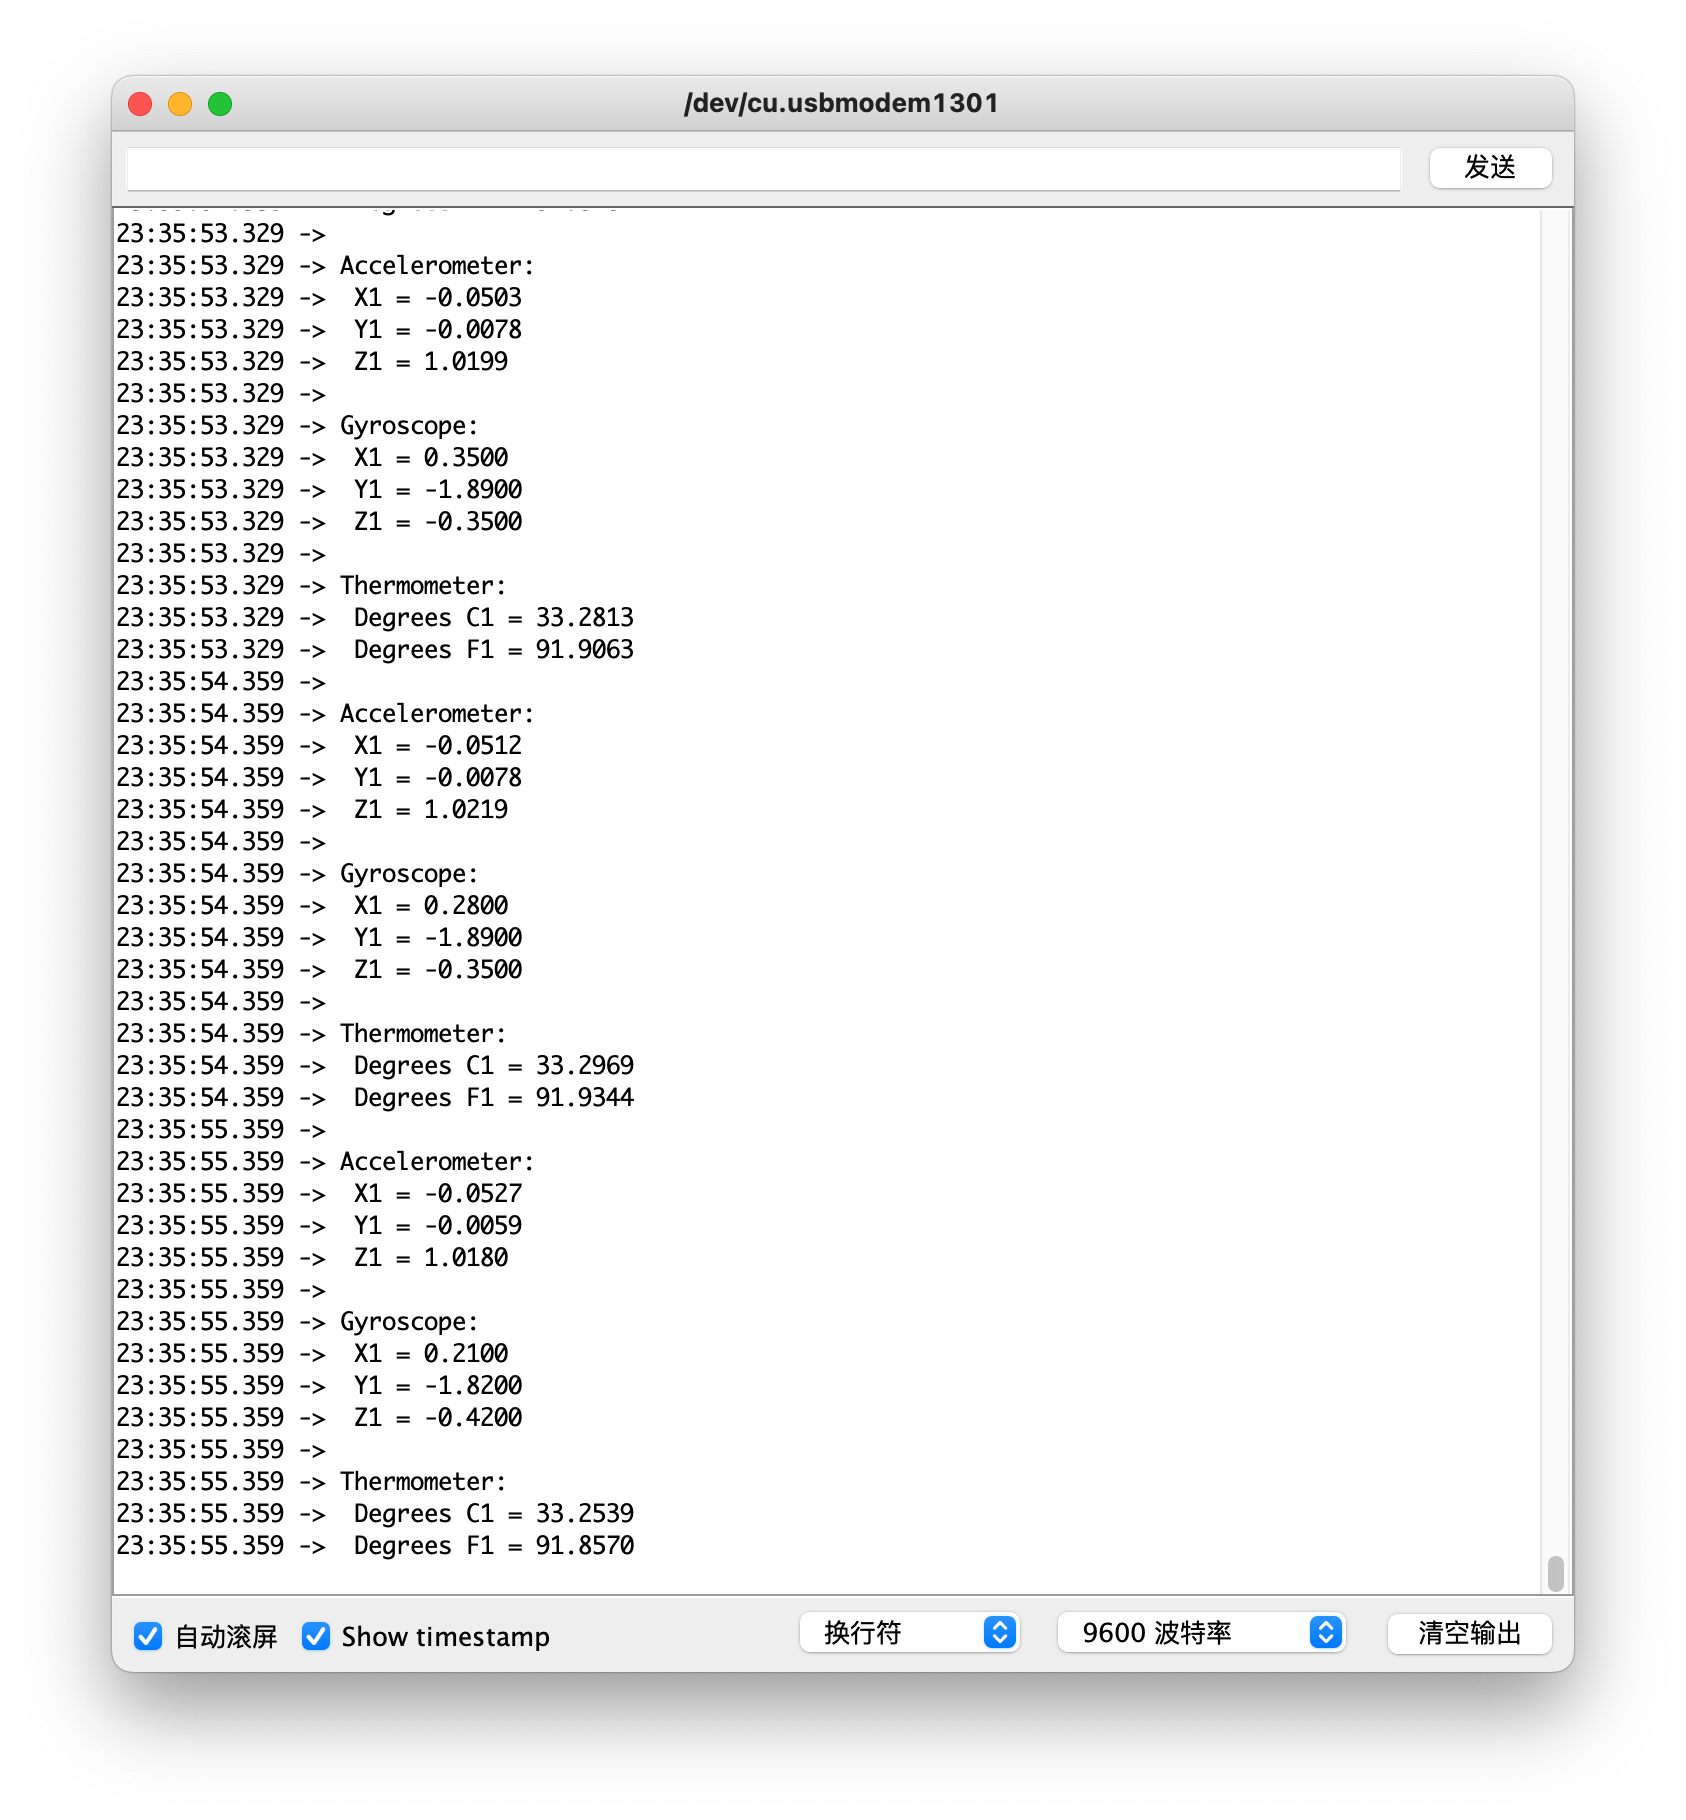 /dev/cu.usbmodem1301
发送
23:35:53.329 ->
23:35:53.329 -> Accelerometer:
23:35:53.329 ->  X1 = -0.0503
23:35:53.329 ->  Y1 = -0.0078
23:35:53.329 ->  Z1 = 1.0199
23:35:53.329 ->
23:35:53.329 -> Gyroscope:
23:35:53.329 ->  X1 = 0.3500
23:35:53.329 ->  Y1 = -1.8900
23:35:53.329 ->  Z1 = -0.3500
23:35:53.329 ->
23:35:53.329 -> Thermometer:
23:35:53.329 ->  Degrees C1 = 33.2813
23:35:53.329 ->  Degrees F1 = 91.9063
23:35:54.359 ->
23:35:54.359 -> Accelerometer:
23:35:54.359 ->  X1 = -0.0512
23:35:54.359 ->  Y1 = -0.0078
23:35:54.359 ->  Z1 = 1.0219
23:35:54.359 ->
23:35:54.359 -> Gyroscope:
23:35:54.359 ->  X1 = 0.2800
23:35:54.359 ->  Y1 = -1.8900
23:35:54.359 ->  Z1 = -0.3500
23:35:54.359 ->
23:35:54.359 -> Thermometer:
23:35:54.359 ->  Degrees C1 = 33.2969
23:35:54.359 ->  Degrees F1 = 91.9344
23:35:55.359 ->
23:35:55.359 -> Accelerometer:
23:35:55.359 ->  X1 = -0.0527
23:35:55.359 ->  Y1 = -0.0059
23:35:55.359 ->  Z1 = 1.0180
23:35:55.359 ->
23:35:55.359 -> Gyroscope:
23:35:55.359 ->  X1 = 0.2100
23:35:55.359 ->  Y1 = -1.8200
23:35:55.359 ->  Z1 = -0.4200
23:35:55.359 ->
23:35:55.359 -> Thermometer:
23:35:55.359 ->  Degrees C1 = 33.2539
23:35:55.359 ->  Degrees F1 = 91.8570
自动滚屏 Show timestamp 换行符 9600 波特率 清空输出